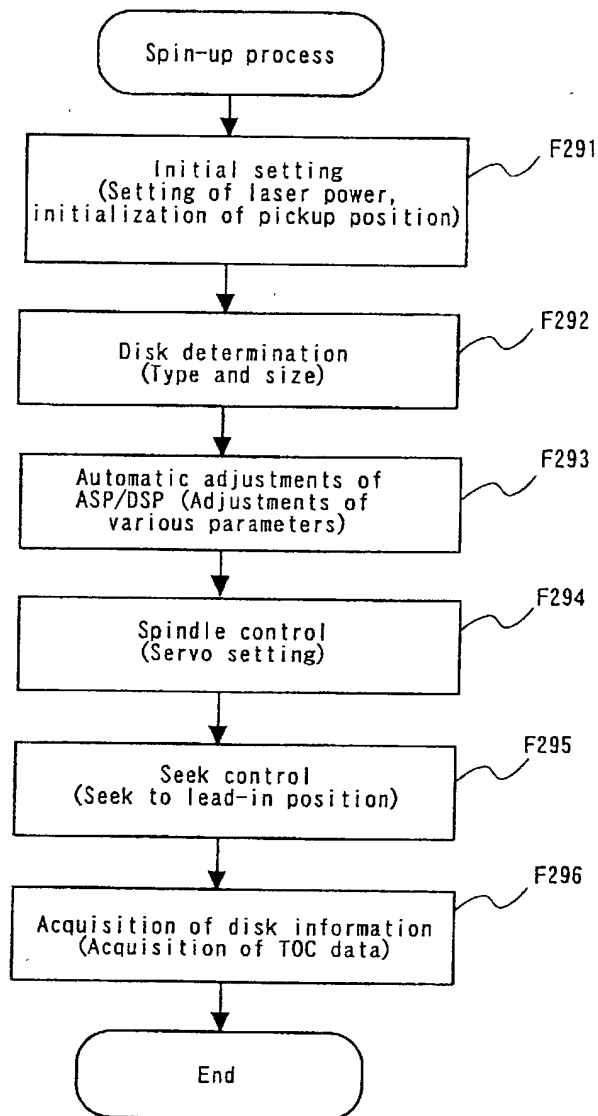 Spin-up process
F291
Initial setting
(Setting of laser power,
initialization of pickup position)
F292
Disk determination
(Type and size)
F293
Automatic adjustments of
ASP/DSP (Adjustments of
various parameters)
F294
Spindle control
(Servo setting)
F295
Seek control
(Seek to lead-in position)
F296
Acquisition of disk information
(Acquisition of TOC data)
End